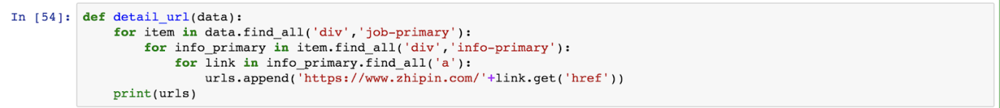 In [54]: def detail_url(data):
    for item in data.find_all('div','job-primary'):
        for info_primary in item.find_all('div','info-primary'):
            for link in info_primary.find_all('a'):
                urls.append('https://www.zhipin.com/'+link.get('href'))
    print(urls)